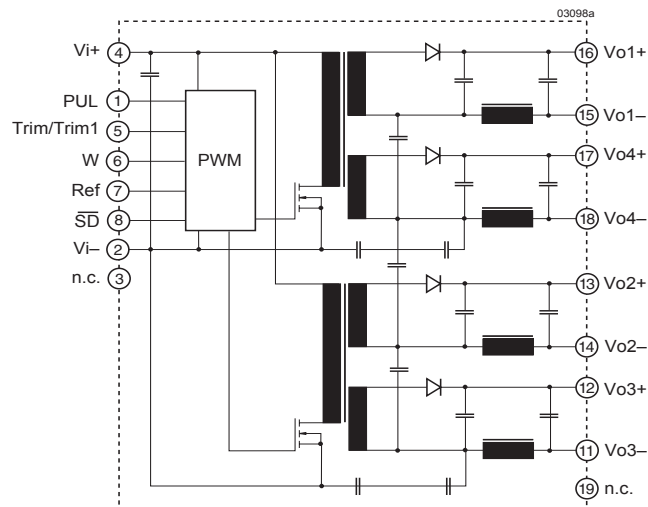 03098a
Vi+ 4
PUL 1
Trim/Trim1 5
W 6
Ref 7
SD 8
Vi– 2
n.c. 3
PWM
16 Vo1+
15 Vo1–
17 Vo4+
18 Vo4–
13 Vo2+
14 Vo2–
12 Vo3+
11 Vo3–
19 n.c.